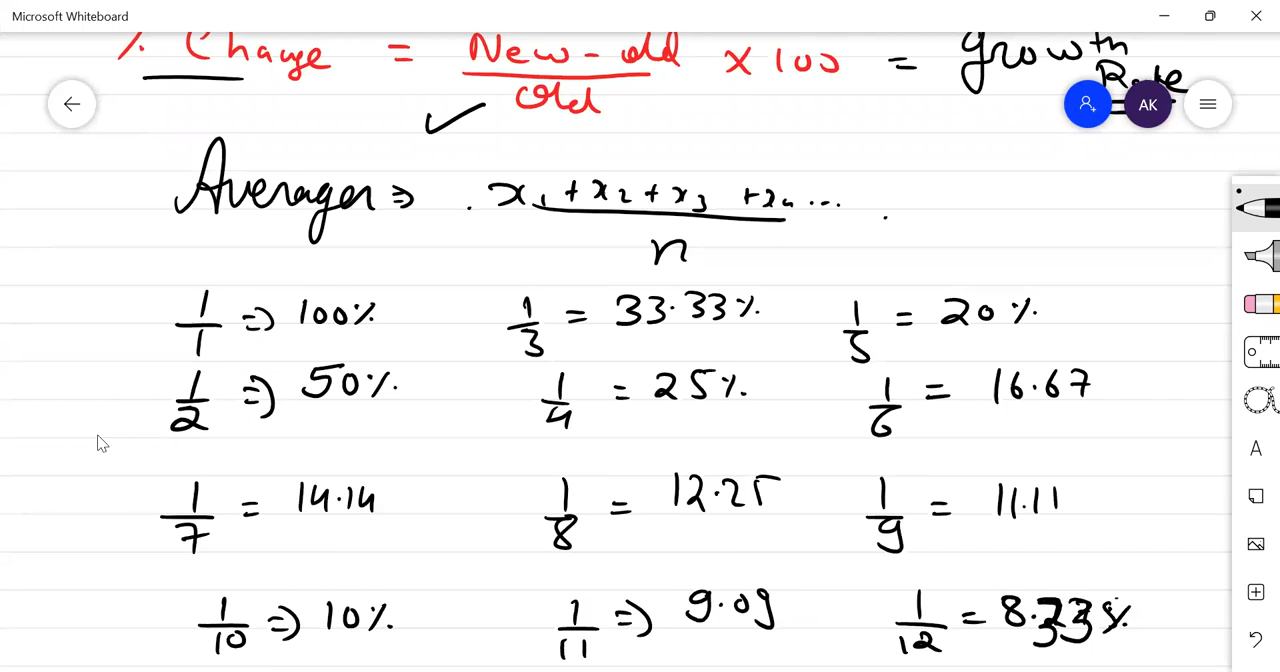 Microsoft Whiteboard
% Change = New - old / Old × 100 = Growth Rate
AK
Averages ⇒ x1 + x2 + x3 + x4 ... / n
1/1 ⇒ 100% 1/3 = 33.33% 1/5 = 20%
1/2 ⇒ 50% 1/4 = 25% 1/6 = 16.67
1/7 = 14.14 1/8 = 12.25 1/9 = 11.11
1/10 ⇒ 10% 1/11 ⇒ 9.09 1/12 = 8.33%
A